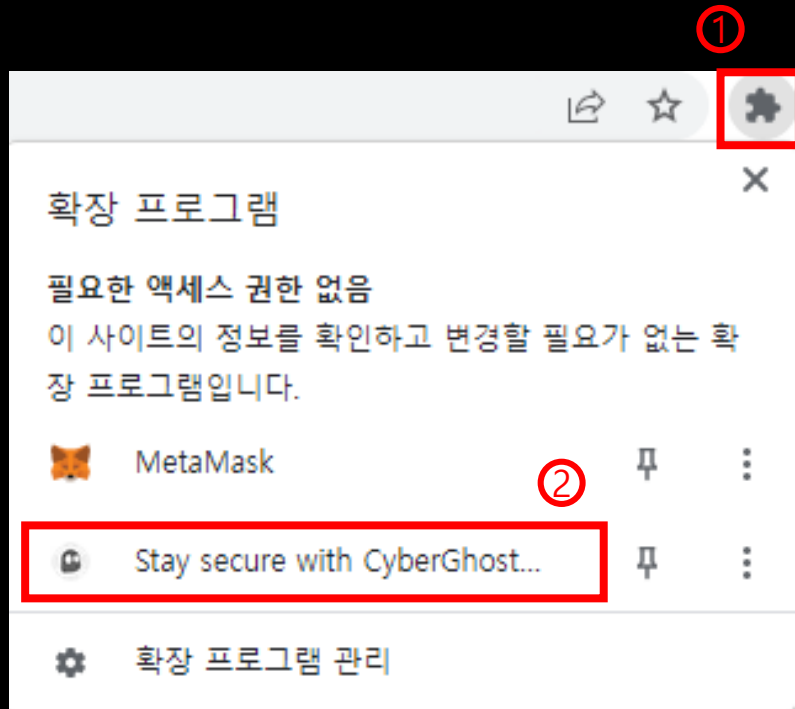 ①
확장 프로그램
필요한 액세스 권한 없음
이 사이트의 정보를 확인하고 변경할 필요가 없는 확
장 프로그램입니다.
MetaMask
②
Stay secure with CyberGhost...
확장 프로그램 관리